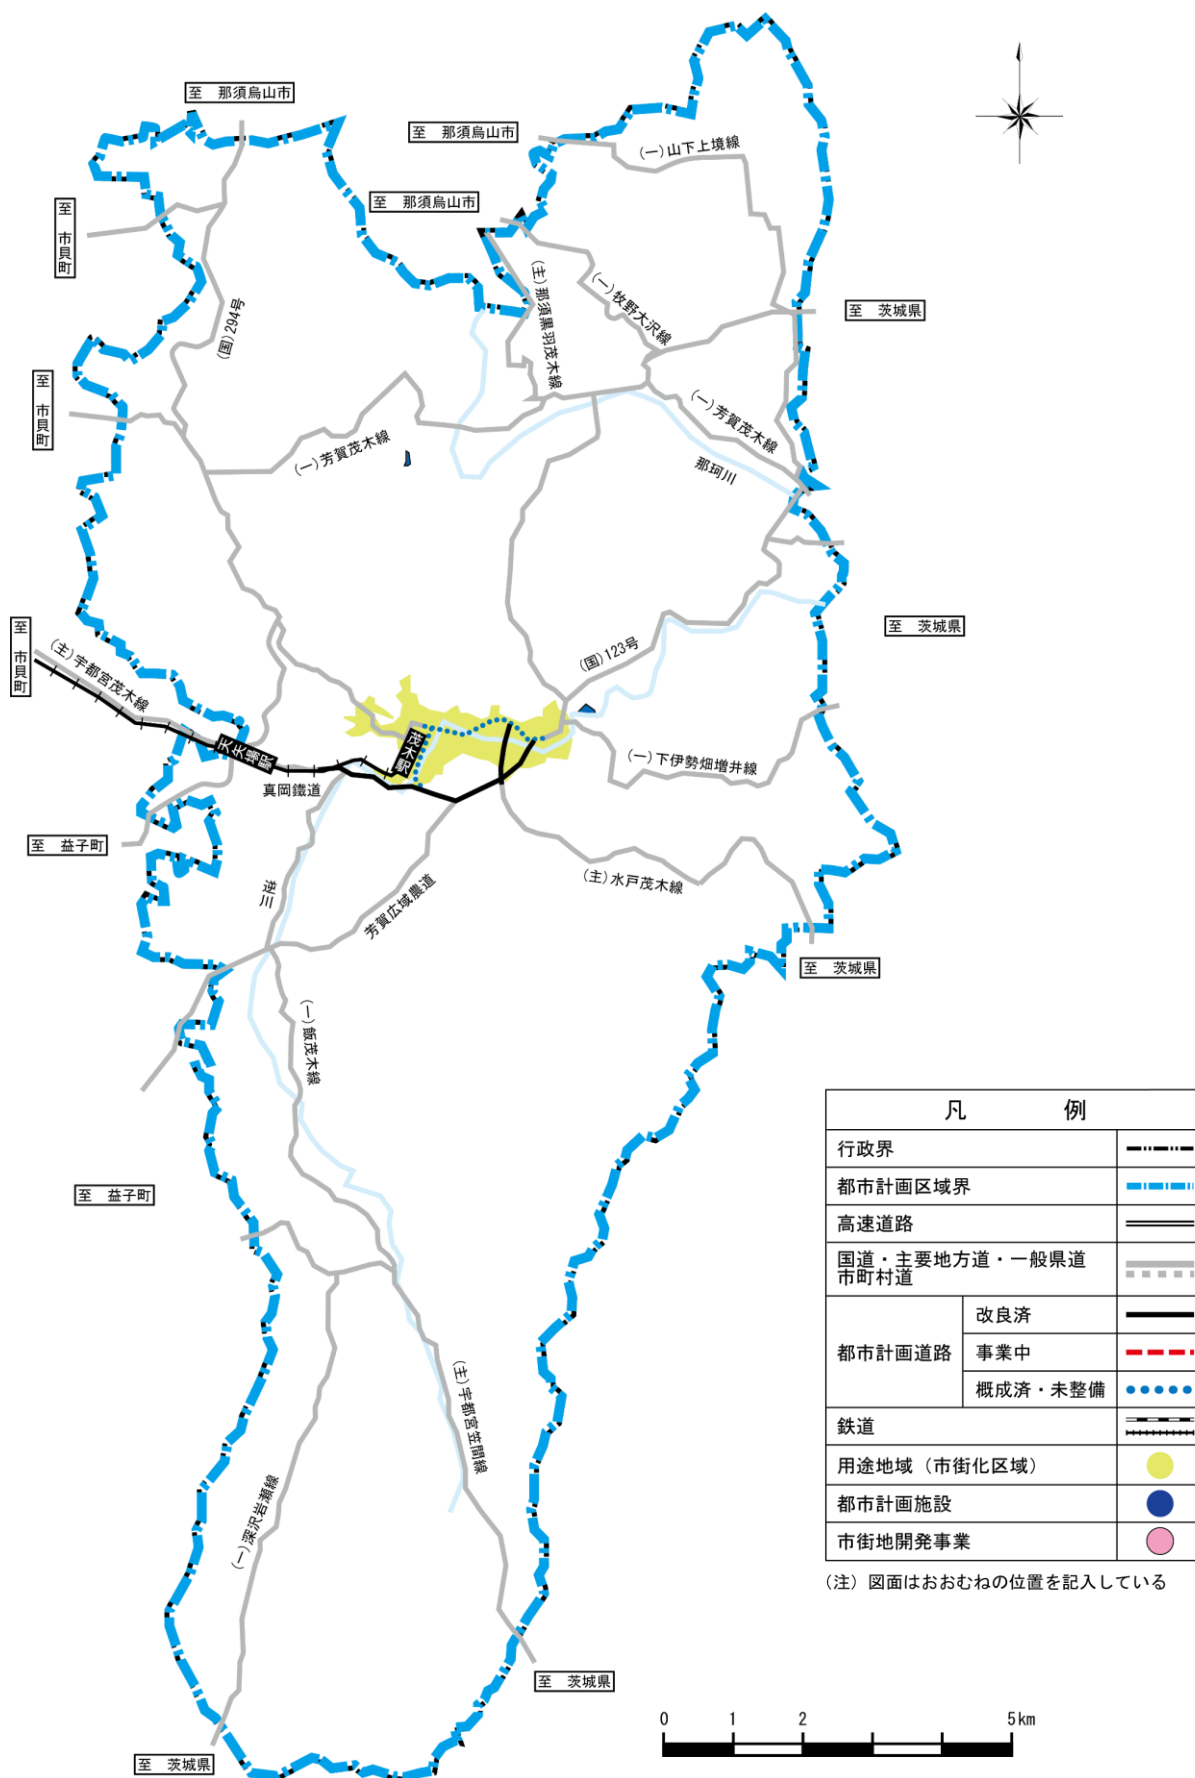 至　那須烏山市
至　那須烏山市
(一)山下上境線
至　那須烏山市
至　市貝町
(主)那須黒羽茂木線
(一)牧野大沢線
至　茨城県
(国)294号
至　市貝町
(一)芳賀茂木線
(一)芳賀茂木線
那珂川
至　市貝町
(主)宇都宮茂木線
(国)123号
至　茨城県
天矢場駅
茂木駅
真岡鐵道
(一)下伊勢畑増井線
至　益子町
(主)水戸茂木線
逆川
芳賀広域農道
至　茨城県
(一)飯茂木線
至　益子町
(主)宇都宮笠間線
(一)深沢岩瀬線
至　茨城県
至　茨城県
凡　例
行政界
都市計画区域界
高速道路
国道・主要地方道・一般県道
市町村道
都市計画道路
改良済
事業中
概成済・未整備
鉄道
用途地域（市街化区域）
都市計画施設
市街地開発事業
(注）図面はおおむねの位置を記入している
0 1 2 5km